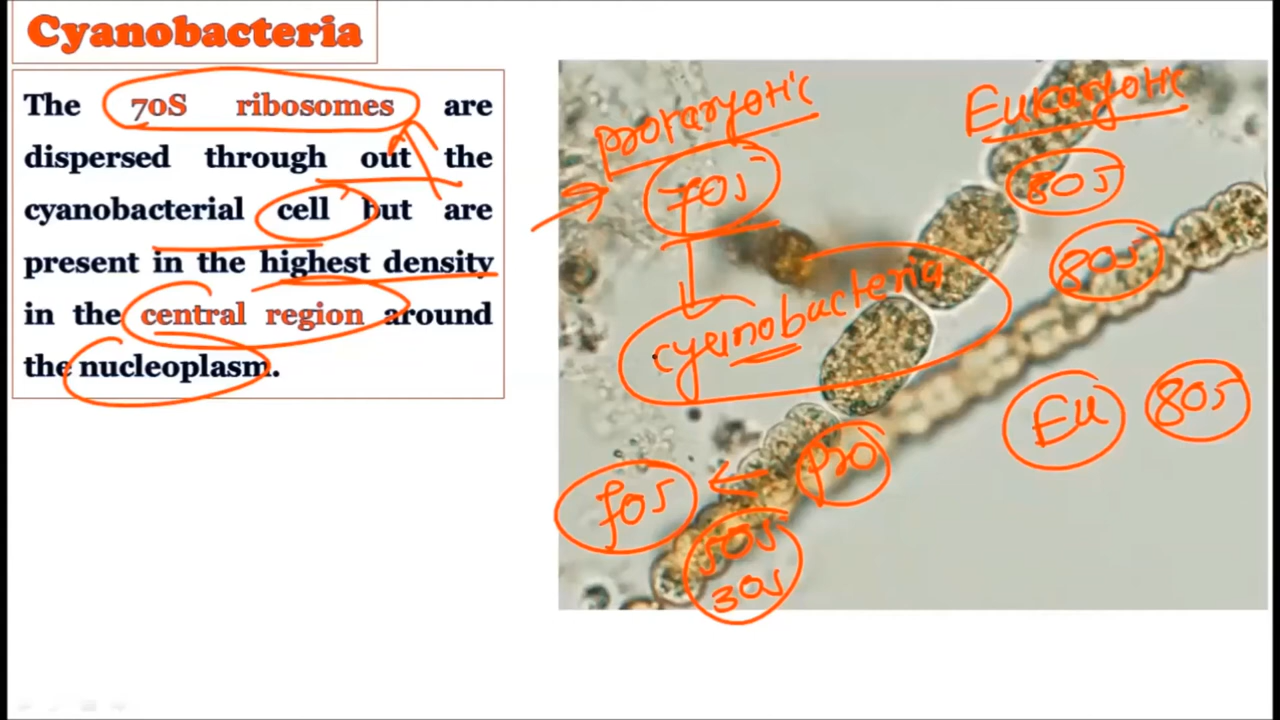 Cyanobacteria
The 70S ribosomes are
dispersed through out the
cyanobacterial cell but are
present in the highest density
in the central region around
the nucleoplasm.
Prokaryotic
70S
cyanobacteria
Eukaryotic
80S
80S
EU 80S
pro
70S
50S
30S